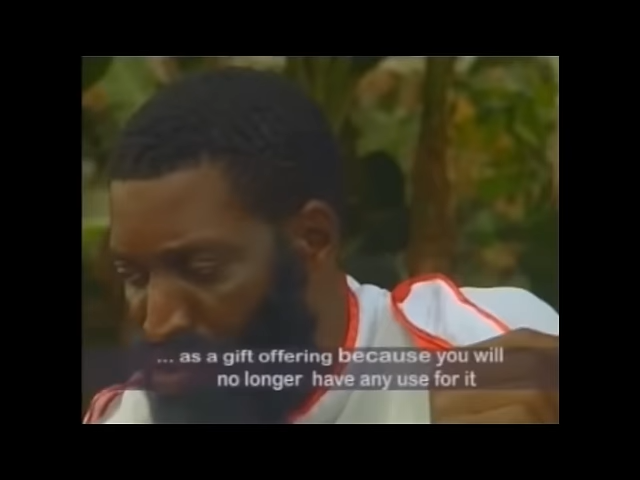 ... as a gift offering because you will
no longer have any use for it